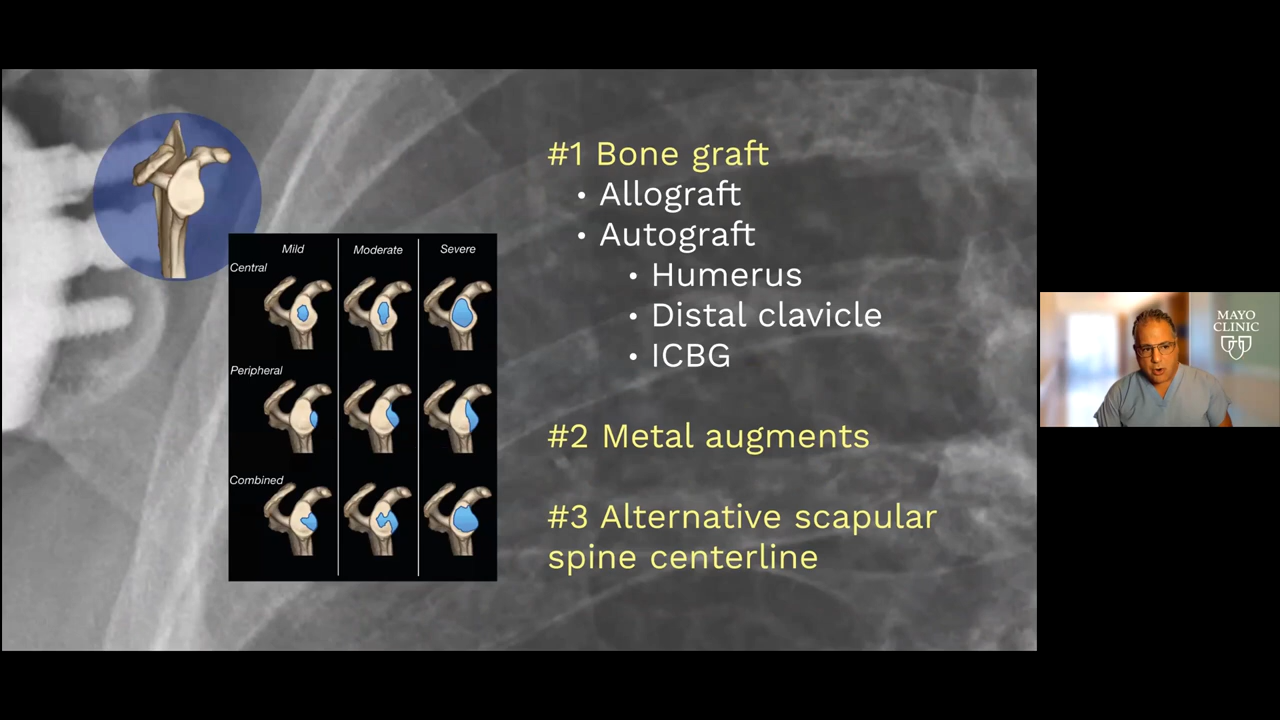 #1 Bone graft
• Allograft
• Autograft
• Humerus
• Distal clavicle
• ICBG
#2 Metal augments
#3 Alternative scapular
spine centerline
Mild Moderate Severe
Central
Peripheral
Combined
MAYO
CLINIC